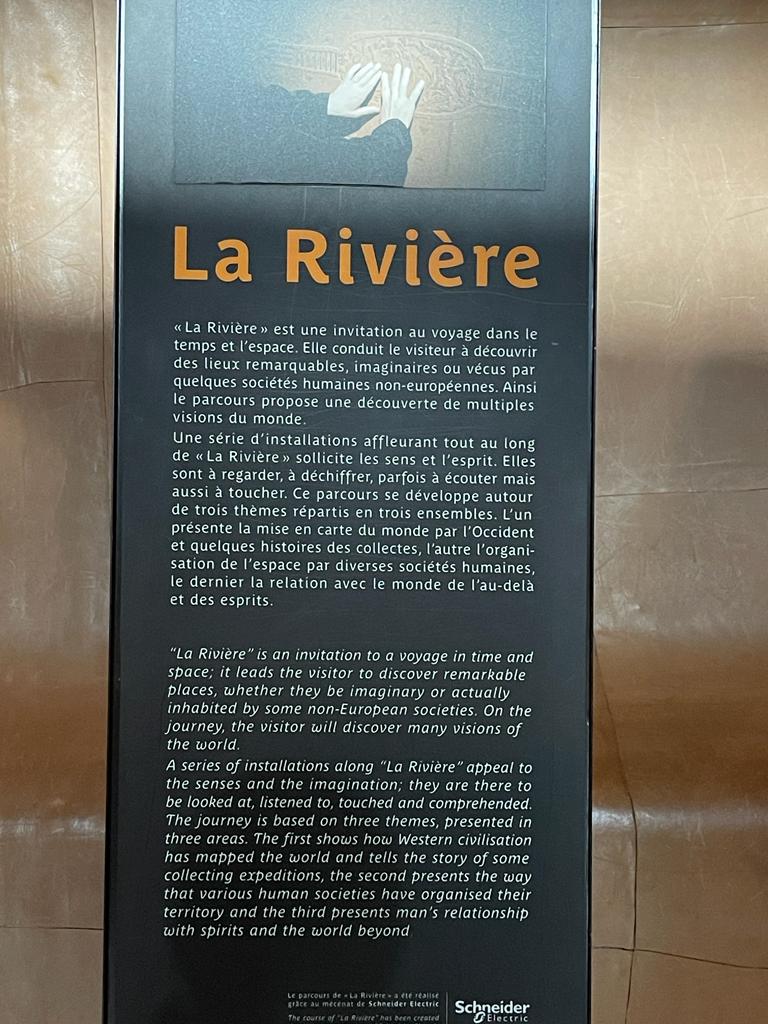 La Rivière
« La Rivière » est une invitation au voyage dans le
temps et l'espace. Elle conduit le visiteur à découvrir
des lieux remarquables, imaginaires ou vécus par
quelques sociétés humaines non-européennes. Ainsi
le parcours propose une découverte de multiples
visions du monde.
Une série d'installations affleurant tout au long
de « La Rivière » sollicite les sens et l'esprit. Elles
sont à regarder, à déchiffrer, parfois à écouter mais
aussi à toucher. Ce parcours se développe autour
de trois thèmes répartis en trois ensembles. L'un
présente la mise en carte du monde par l'Occident
et quelques histoires des collectes, l'autre l'organi-
sation de l'espace par diverses sociétés humaines,
le dernier la relation avec le monde de l'au-delà
et des esprits.
"La Rivière" is an invitation to a voyage in time and
space; it leads the visitor to discover remarkable
places, whether they be imaginary or actually
inhabited by some non-European societies. On the
journey, the visitor will discover many visions of
the world.
A series of installations along "La Rivière" appeal to
the senses and the imagination; they are there to
be looked at, listened to, touched and comprehended.
The journey is based on three themes, presented in
three areas. The first shows how Western civilisation
has mapped the world and tells the story of some
collecting expeditions, the second presents the way
that various human societies have organised their
territory and the third presents man's relationship
with spirits and the world beyond
Le parcours de « La Rivière » a été réalisé
grâce au mécénat de Schneider Electric
The course of "La Rivière" has been created
Schneider
Electric